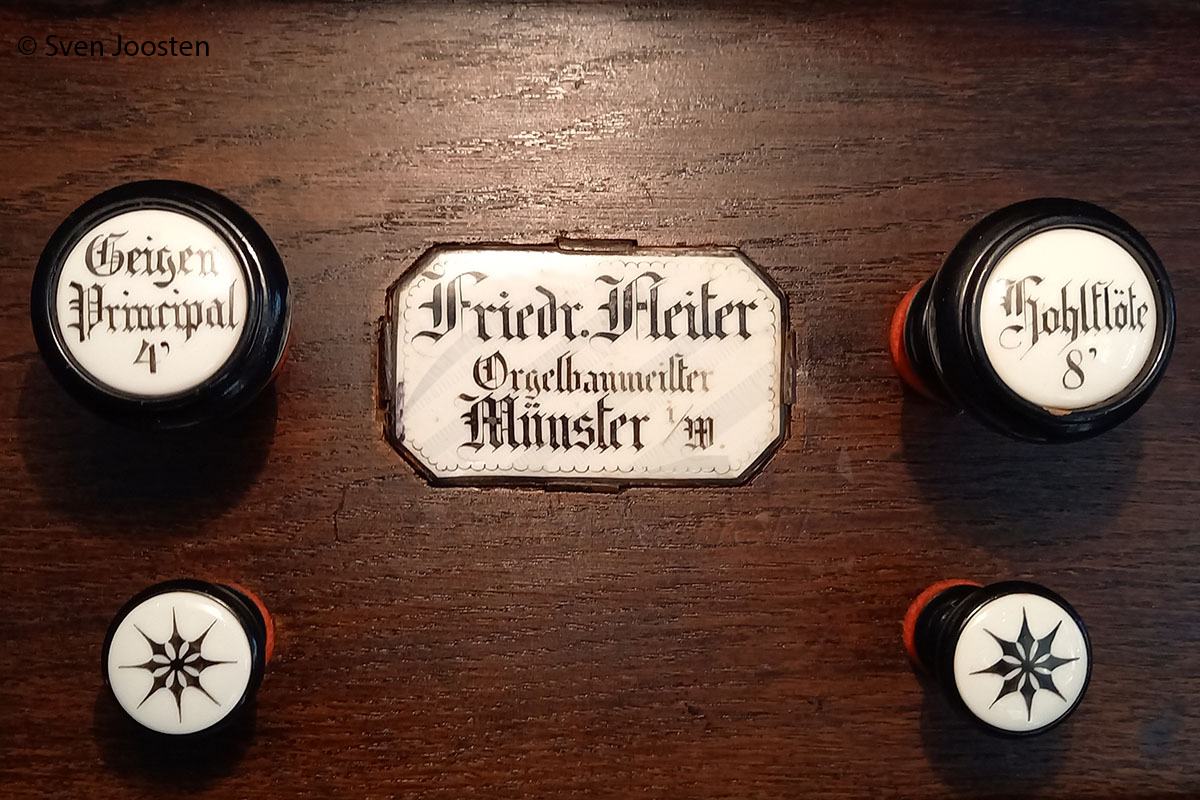 © Sven Joosten
Geigen
Principal
4'
Friedr. Fleiter
Orgelbaumeister
Münster i/W.
Hohlflöte
8'